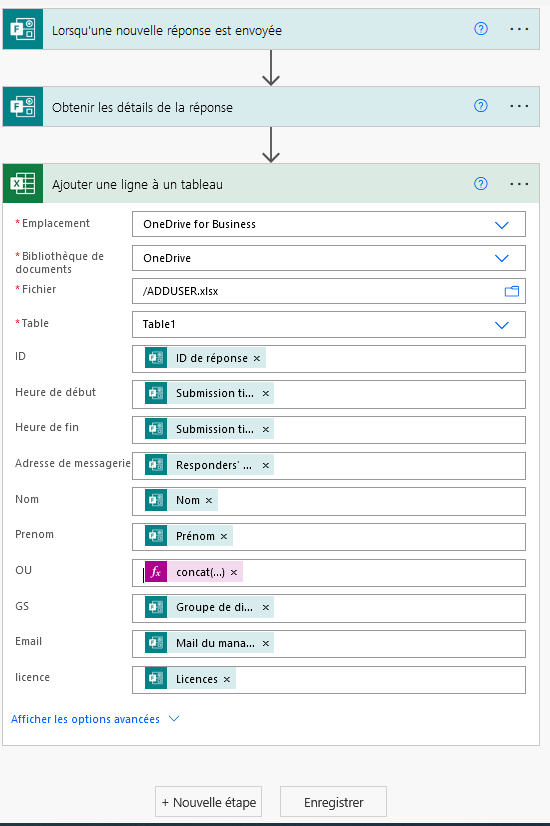 Lorsqu'une nouvelle réponse est envoyée
Obtenir les détails de la réponse
Ajouter une ligne à un tableau
* Emplacement
OneDrive for Business
* Bibliothèque de
documents
OneDrive
* Fichier
/ADDUSER.xlsx
* Table
Table1
ID
ID de réponse ×
Heure de début
Submission ti... ×
Heure de fin
Submission ti... ×
Adresse de messagerie
Responders' ... ×
Nom
Nom ×
Prenom
Prénom ×
OU
fx concat(...) ×
GS
Groupe de di... ×
Email
Mail du mana... ×
licence
Licences ×
Afficher les options avancées
+ Nouvelle étape
Enregistrer